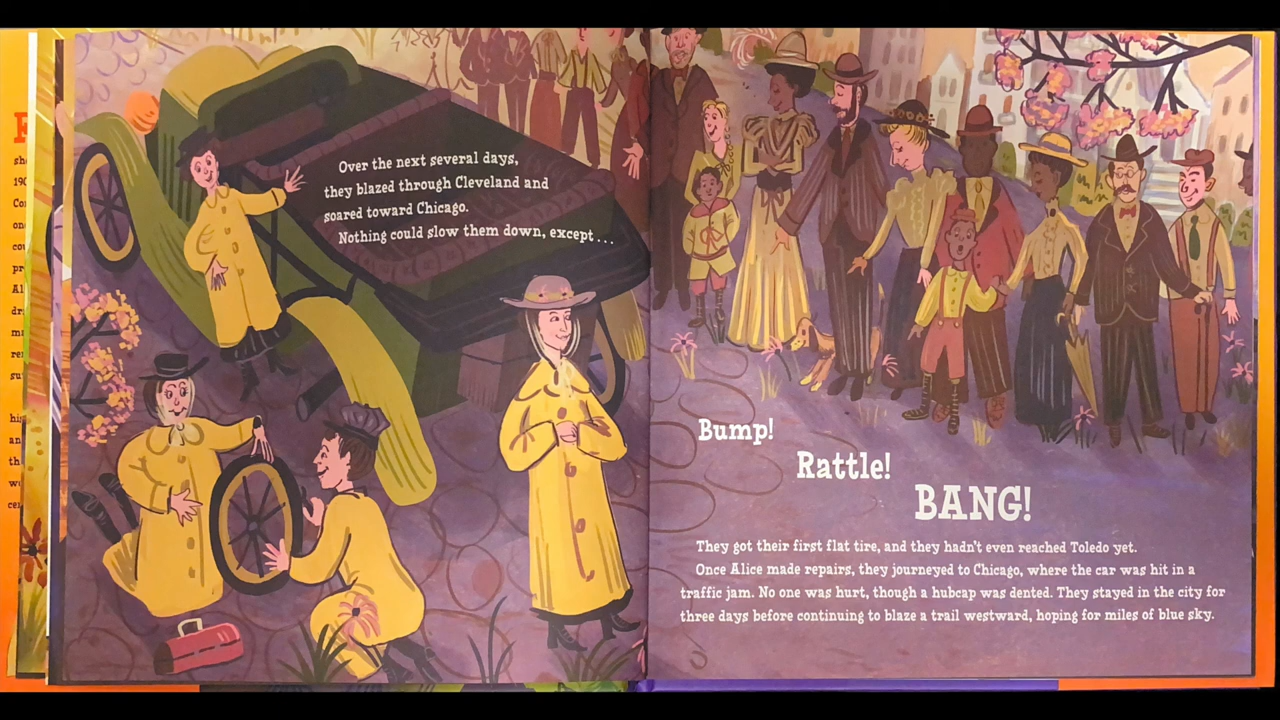 Over the next several days,
they blazed through Cleveland and
soared toward Chicago.
Nothing could slow them down, except . . .
Bump!
Rattle!
BANG!
They got their first flat tire, and they hadn't even reached Toledo yet.
Once Alice made repairs, they journeyed to Chicago, where the car was hit in a
traffic jam. No one was hurt, though a hubcap was dented. They stayed in the city for
three days before continuing to blaze a trail westward, hoping for miles of blue sky.